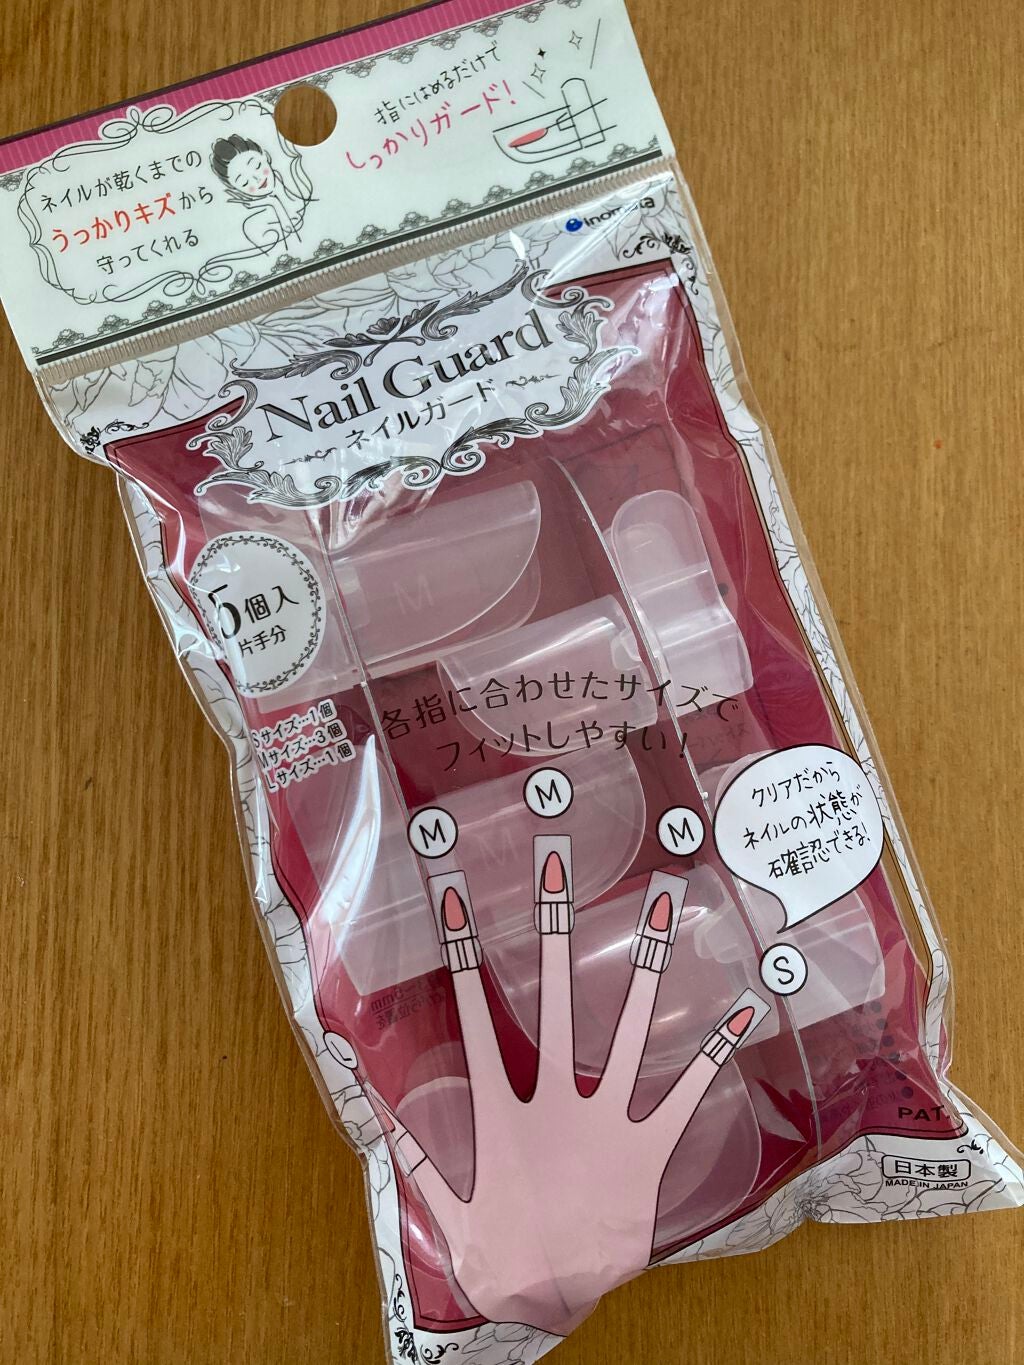 ネイルが乾くまでの
うっかりキズから
守ってくれる
指にはめるだけで
しっかりガード!
inomata
Nail Guard
ネイルガード
M
5個入
片手分
Sサイズ…1個
Mサイズ…3個
Lサイズ…1個
各指に合わせたサイズで
フィットしやすい!
M
M
M
M
クリアだから
ネイルの状態が
確認できる!
S
L
PAT.
日本製
MADE IN JAPAN